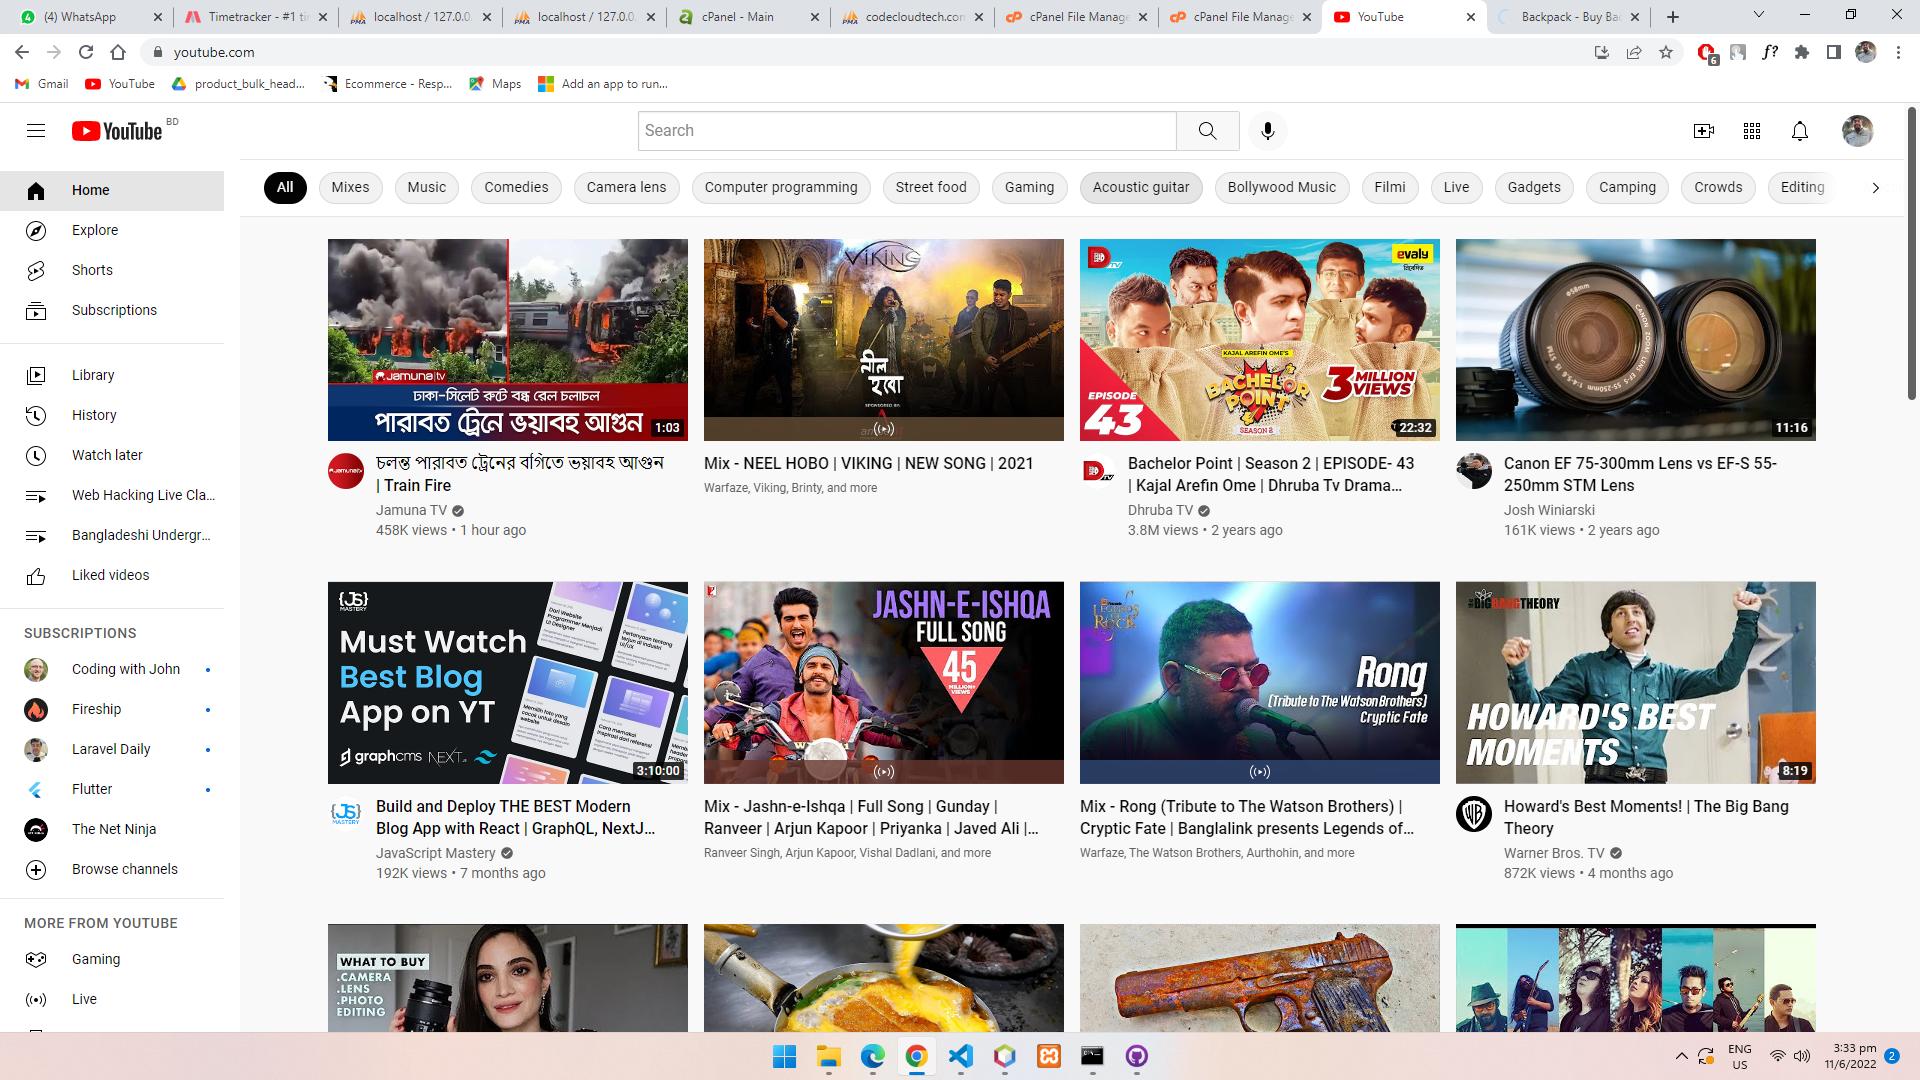 (4) WhatsApp
Timetracker - #1 ti
localhost / 127.0.0.
localhost / 127.0.0.
cPanel - Main
codecloudtech.com
cPanel File Manage
cPanel File Manage
YouTube
Backpack - Buy Ba
youtube.com
6
f?
Gmail
YouTube
product_bulk_head...
Ecommerce - Resp...
Maps
Add an app to run...
YouTube BD
Search
All
Mixes
Music
Comedies
Camera lens
Computer programming
Street food
Gaming
Acoustic guitar
Bollywood Music
Filmi
Live
Gadgets
Camping
Crowds
Editing
Home
Explore
Shorts
Subscriptions
Library
History
Watch later
Web Hacking Live Cla...
Bangladeshi Undergr...
Liked videos
SUBSCRIPTIONS
Coding with John
Fireship
Laravel Daily
Flutter
The Net Ninja
Browse channels
MORE FROM YOUTUBE
Gaming
Live
Jamuna tv
ঢাকা-সিলেট রুটে বন্ধ রেল চলাচল
পারাবত ট্রেনে ভয়াবহ আগুন
1:03
চলন্ত পারাবত ট্রেনের বগিতে ভয়াবহ আগুন
| Train Fire
Jamuna TV
458K views • 1 hour ago
VIKING
নীল
হবো
SPONSORED BY
Mix - NEEL HOBO | VIKING | NEW SONG | 2021
Warfaze, Viking, Brinty, and more
evaly
নিবেদিত
KAJAL AREFIN OME'S
BACHELOR
POINT
SEASON 2
3 MILLION
VIEWS
EPISODE
43
22:32
Bachelor Point | Season 2 | EPISODE- 43
| Kajal Arefin Ome | Dhruba Tv Drama...
Dhruba TV
3.8M views • 2 years ago
ø58mm
11:16
Canon EF 75-300mm Lens vs EF-S 55-
250mm STM Lens
Josh Winiarski
161K views • 2 years ago
{JS}
MASTERY
Must Watch
Best Blog
App on YT
graphcms NEXT.JS
3:10:00
Build and Deploy THE BEST Modern
Blog App with React | GraphQL, NextJ...
JavaScript Mastery
192K views • 7 months ago
JASHN-E-ISHQA
FULL SONG
45
MILLION+
VIEWS
Mix - Jashn-e-Ishqa | Full Song | Gunday |
Ranveer | Arjun Kapoor | Priyanka | Javed Ali |...
Ranveer Singh, Arjun Kapoor, Vishal Dadlani, and more
LEGENDS
ROCK
Rong
(Tribute to The Watson Brothers)
Cryptic Fate
Mix - Rong (Tribute to The Watson Brothers) |
Cryptic Fate | Banglalink presents Legends of...
Warfaze, The Watson Brothers, Aurthohin, and more
THE BIG BANG THEORY
HOWARD'S BEST
MOMENTS
8:19
Howard's Best Moments! | The Big Bang
Theory
Warner Bros. TV
872K views • 4 months ago
WHAT TO BUY
.CAMERA
.LENS
.PHOTO
EDITING
ENG
US
3:33 pm
11/6/2022
2